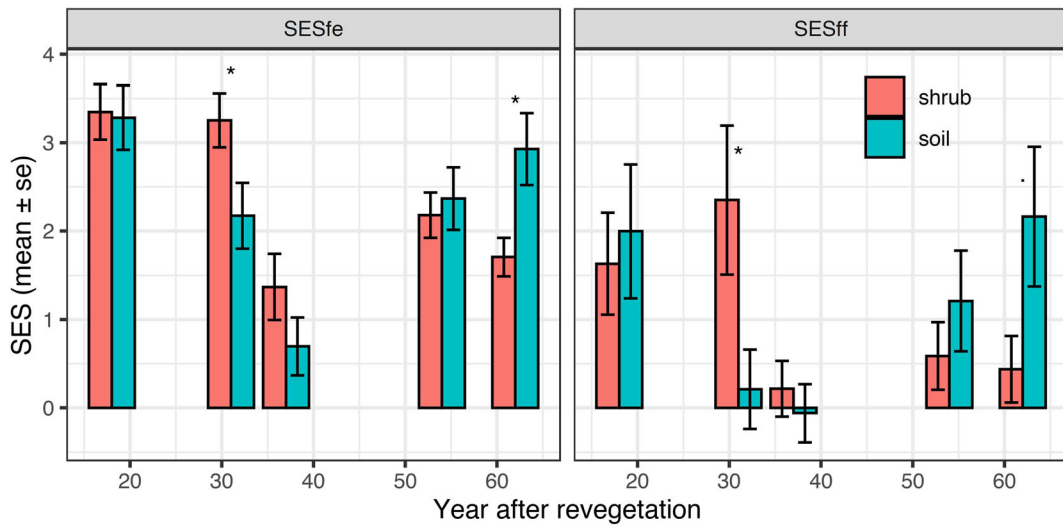 SESfe SESff
SES (mean ± se)
4
3
2
1
0
*
*
*
.
shrub
soil
20 30 40 50 60 20 30 40 50 60
Year after revegetation